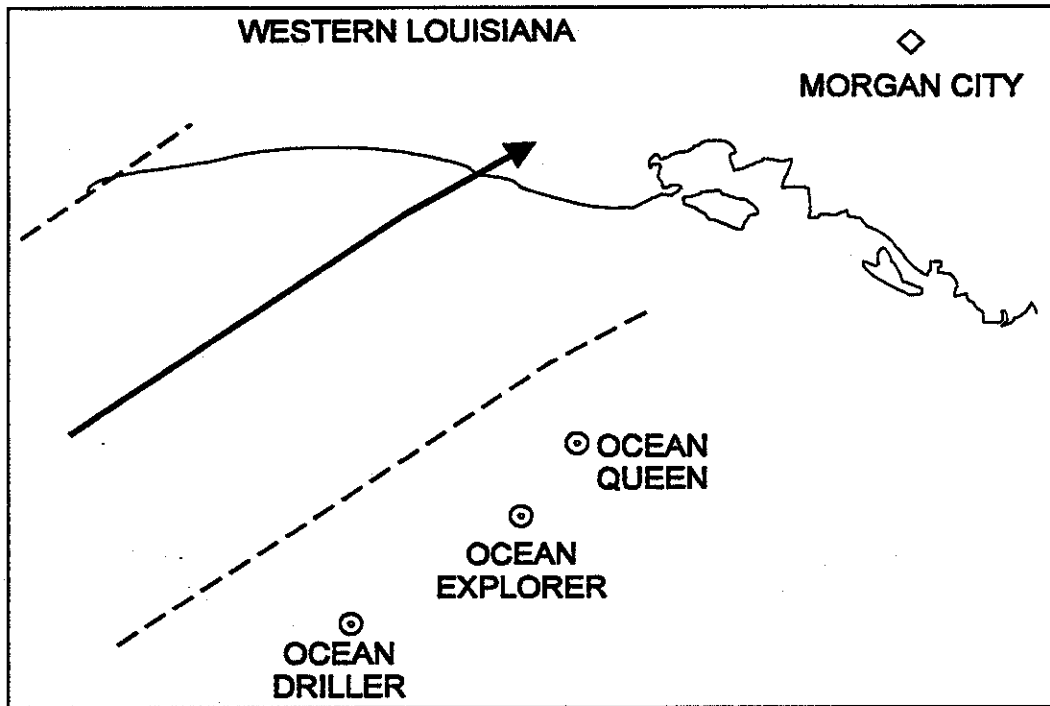 WESTERN LOUISIANA
MORGAN CITY
OCEAN
QUEEN
OCEAN
EXPLORER
OCEAN
DRILLER